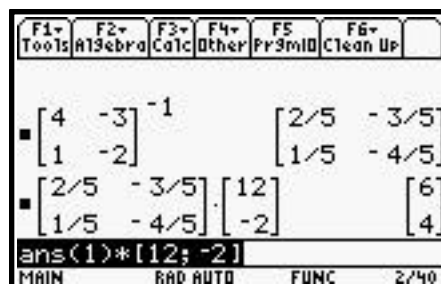 F1▾ F2▾ F3▾ F4▾ F5 F6▾
Tools Algebra Calc Other PrgmIO Clean Up
▪[4 -3; 1 -2]⁻¹ [2/5 -3/5; 1/5 -4/5]
▪[2/5 -3/5; 1/5 -4/5]·[12; -2] [6; 4]
ans(1)*[12;-2]
MAIN RAD AUTO FUNC 2/40